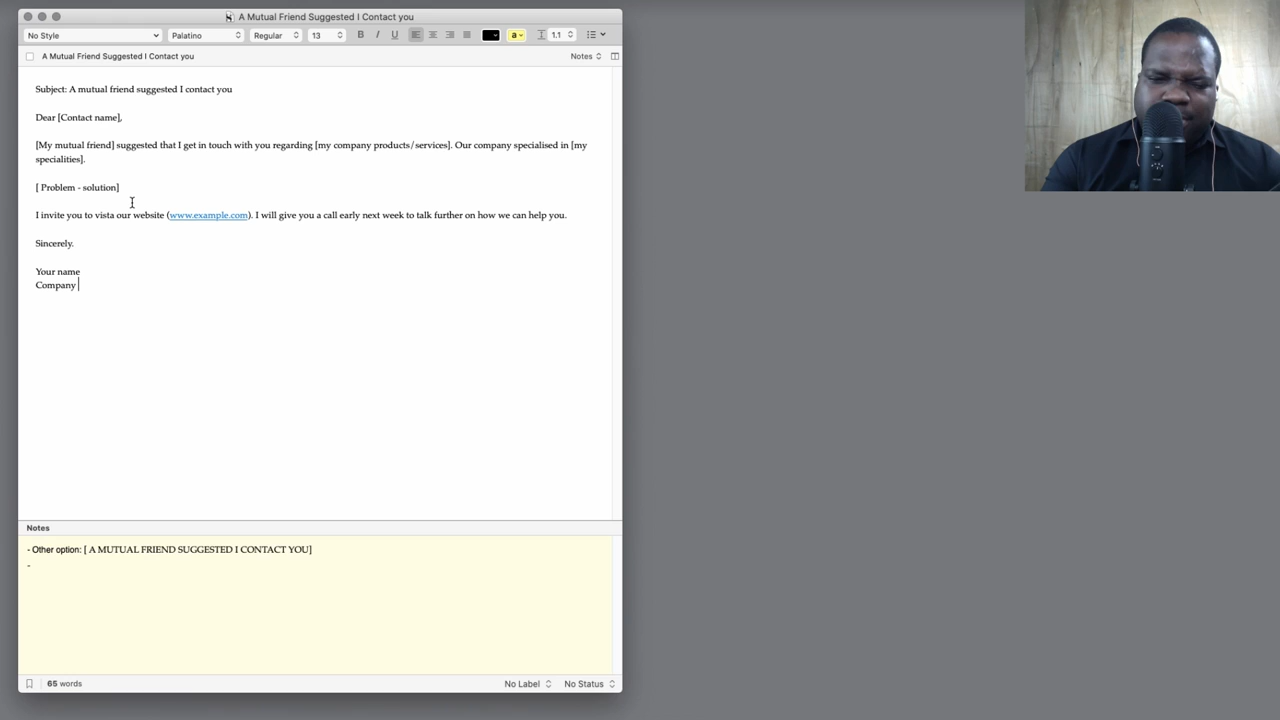 A Mutual Friend Suggested I Contact you
No Style Palatino Regular 13 B I U a 1.1
A Mutual Friend Suggested I Contact you Notes
Subject: A mutual friend suggested I contact you
Dear [Contact name],
[My mutual friend] suggested that I get in touch with you regarding [my company products/services]. Our company specialised in [my
specialities].
[ Problem - solution]
I invite you to vista our website (www.example.com). I will give you a call early next week to talk further on how we can help you.
Sincerely.
Your name
Company
Notes
- Other option: [ A MUTUAL FRIEND SUGGESTED I CONTACT YOU]
-
65 words No Label No Status